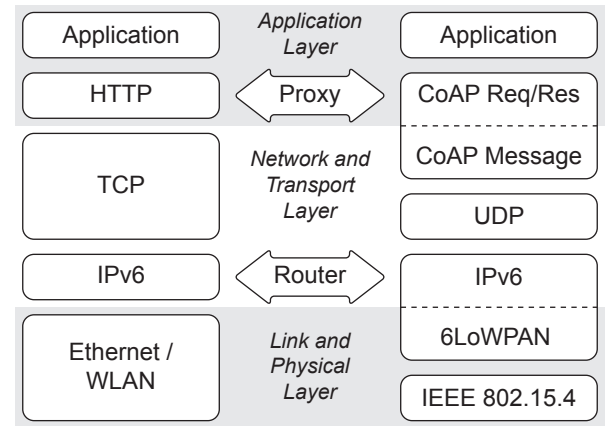 Application
Application
Layer
Application
HTTP
Proxy
CoAP Req/Res
TCP
Network and
Transport
Layer
CoAP Message
UDP
IPv6
Router
IPv6
Ethernet /
WLAN
Link and
Physical
Layer
6LoWPAN
IEEE 802.15.4